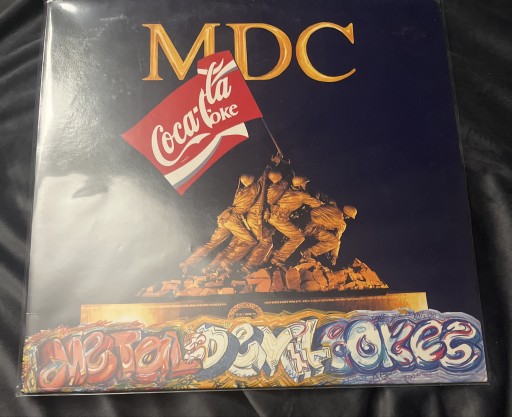 MDC
Coca-Cola
Coke
METAL DEVIL COKES